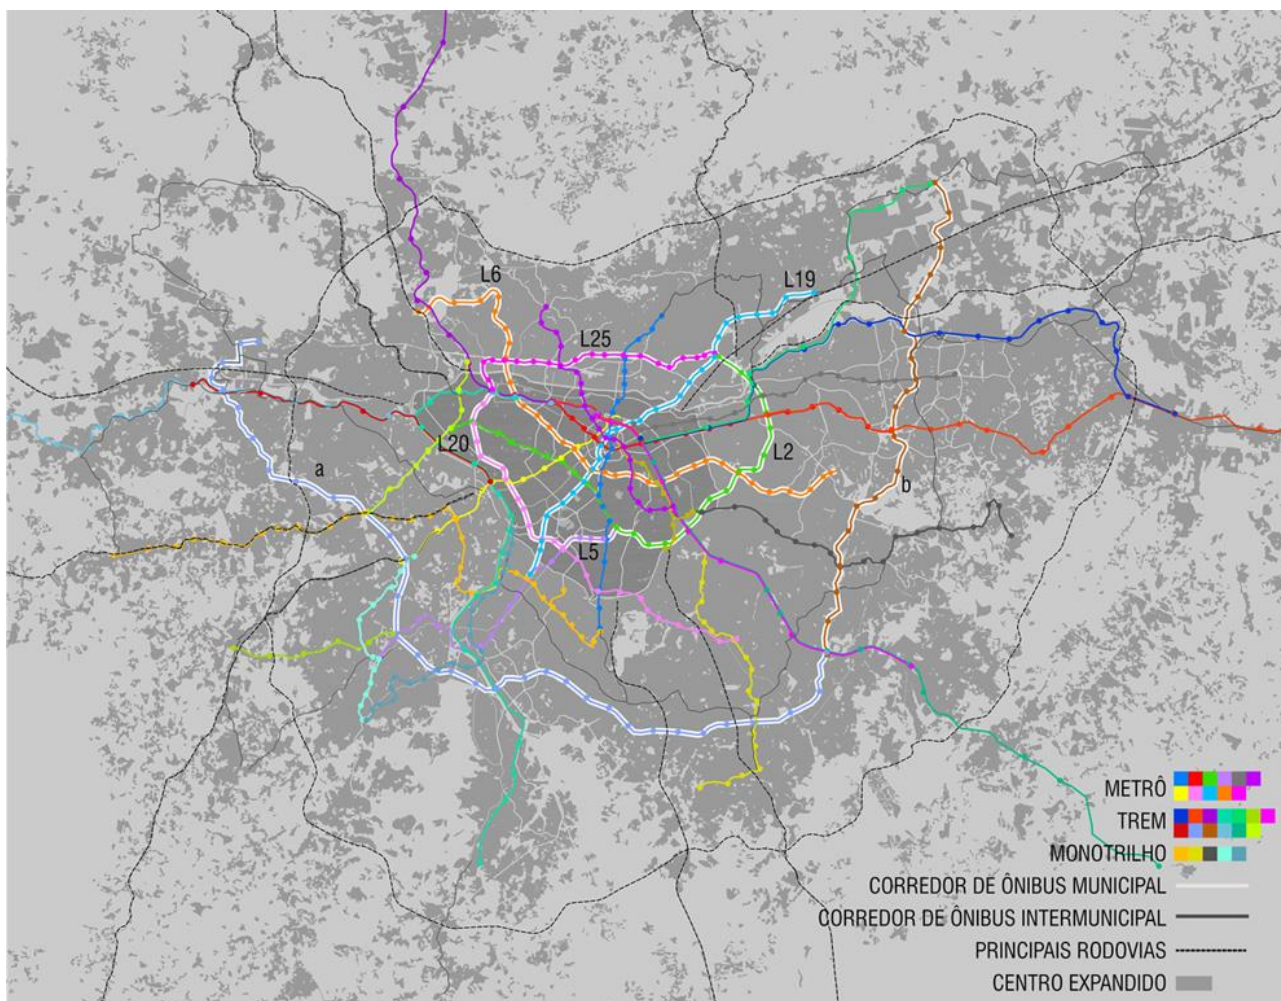 L6
L19
L25
L20
L2
a
b
L5
METRÔ
TREM
MONOTRILHO
CORREDOR DE ÔNIBUS MUNICIPAL
CORREDOR DE ÔNIBUS INTERMUNICIPAL
PRINCIPAIS RODOVIAS
CENTRO EXPANDIDO